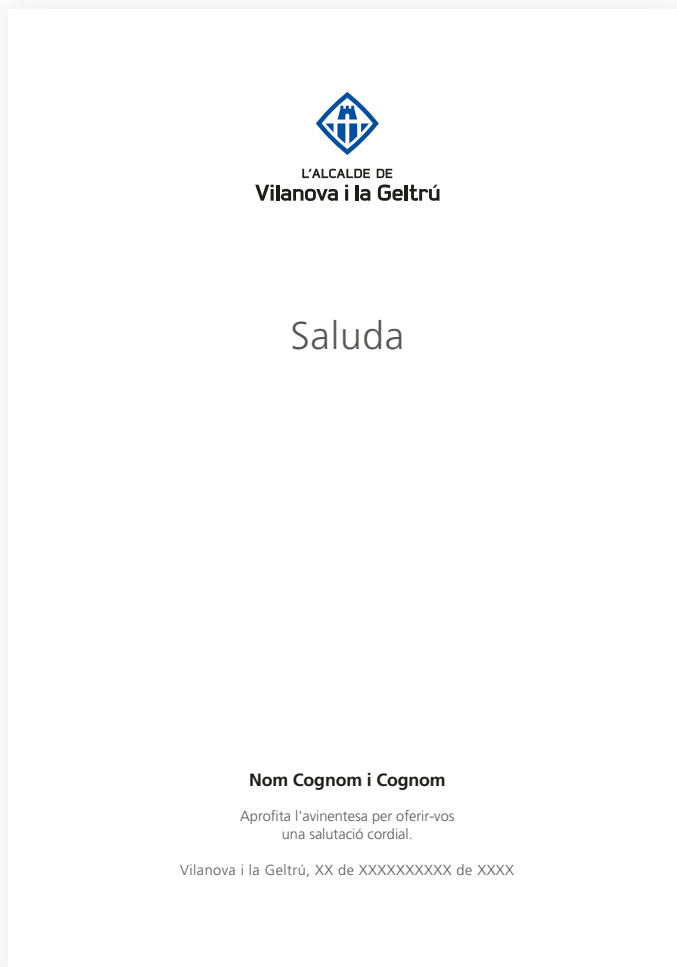 L'ALCALDE DE
Vilanova i la Geltrú
Saluda
Nom Cognom i Cognom
Aprofita l'avinentesa per oferir-vos
una salutació cordial.
Vilanova i la Geltrú, XX de XXXXXXXXXX de XXXX